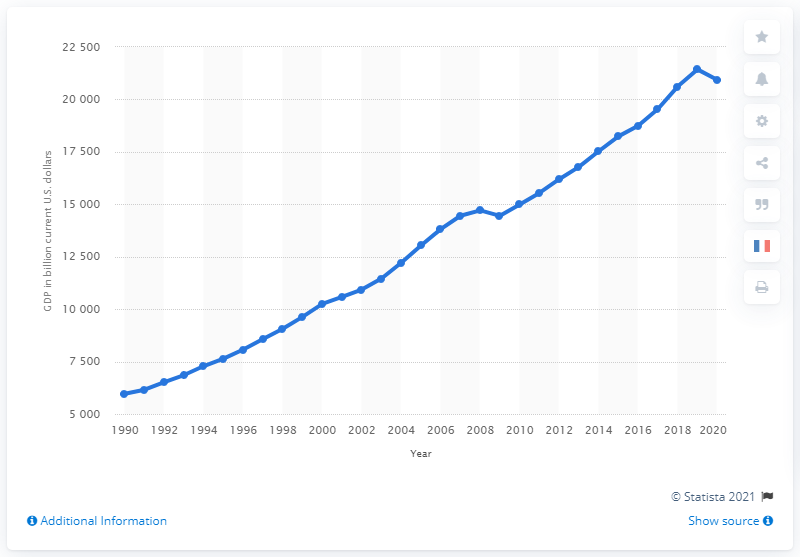 22 500
20 000
17 500
15 000
12 500
10 000
7 500
5 000
GDP in billion current U.S. dollars
1990 1992 1994 1996 1998 2000 2002 2004 2006 2008 2010 2012 2014 2016 2018 2020
Year
© Statista 2021
Additional Information
Show source